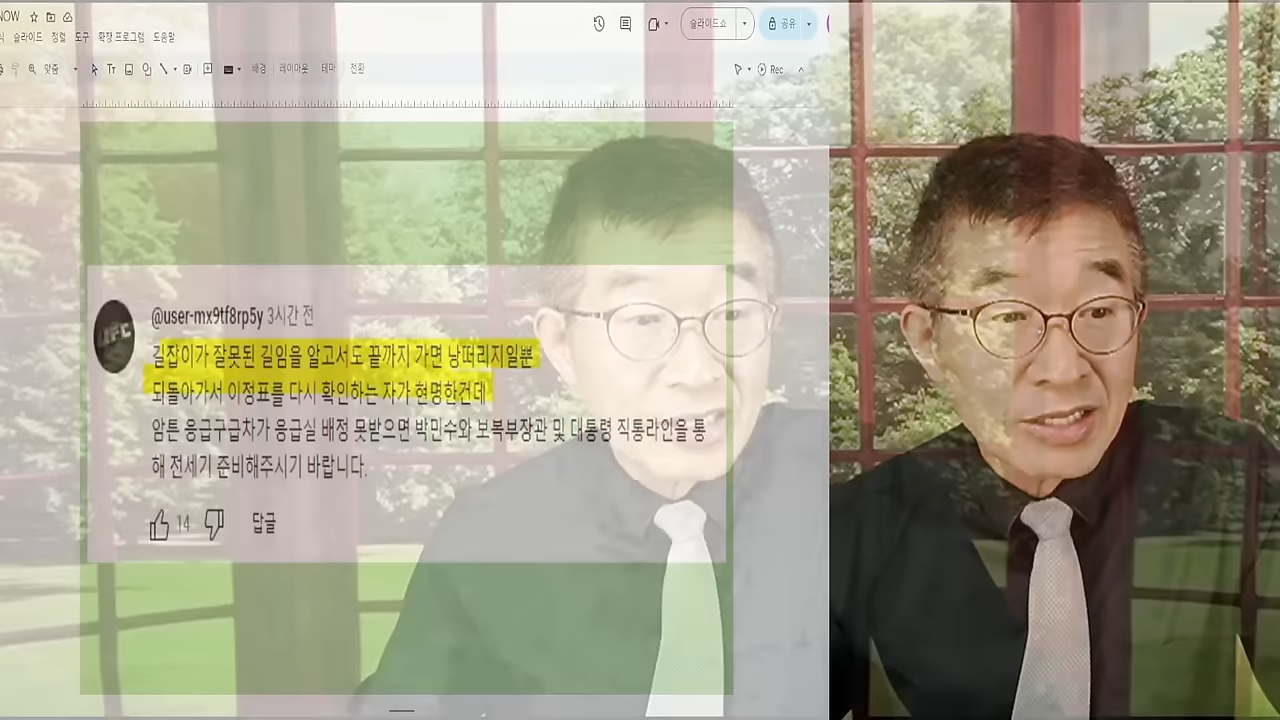 NOW
슬라이드쇼
공유
식 슬라이드 정렬 도구 확장 프로그램 도움말
맞춤 Tr 배경 레이아웃 테마 전환 Rec
UFC
@user-mx9tf8rp5y 3시간 전
길잡이가 잘못된 길임을 알고서도 끝까지 가면 낭떠리지일뿐
되돌아가서 이정표를 다시 확인하는 자가 현명한건데
암튼 응급구급차가 응급실 배정 못받으면 박민수와 보복부장관 및 대통령 직통라인을 통
해 전세기 준비해주시기 바랍니다.
14 답글